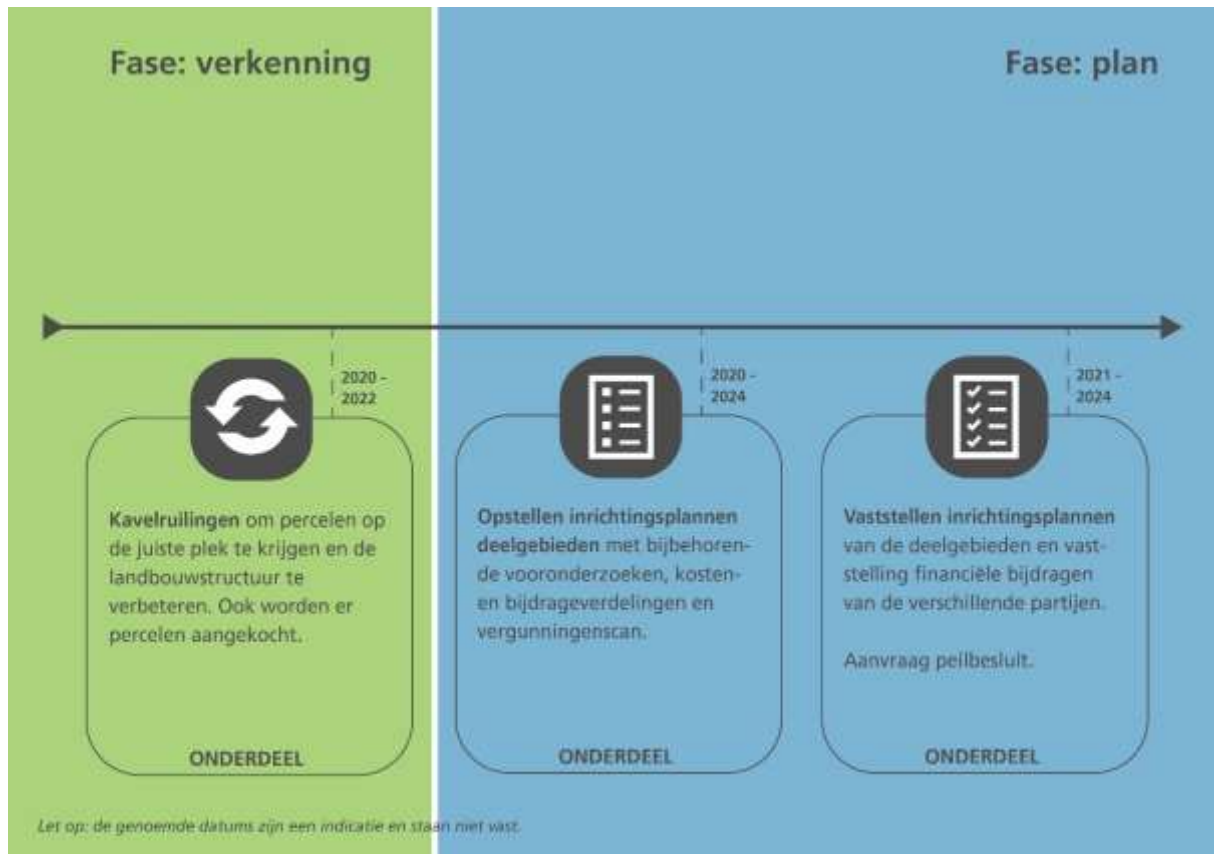 Fase: verkenning
Fase: plan
2020 -
2022
2020 -
2024
2021 -
2024
Kavelruilingen om percelen op
de juiste plek te krijgen en de
landbouwstructuur te
verbeteren. Ook worden er
percelen aangekocht.
ONDERDEEL
Opstellen inrichtingsplannen
deelgebieden met bijbehoren-
de vooronderzoeken, kosten-
en bijdrageverdelingen en
vergunningenscan.
ONDERDEEL
Vaststellen inrichtingsplannen
van de deelgebieden en vast-
stelling financiële bijdragen
van de verschillende partijen.
Aanvraag peilbesluit.
ONDERDEEL
Let op: de genoemde datums zijn een indicatie en staan niet vast.